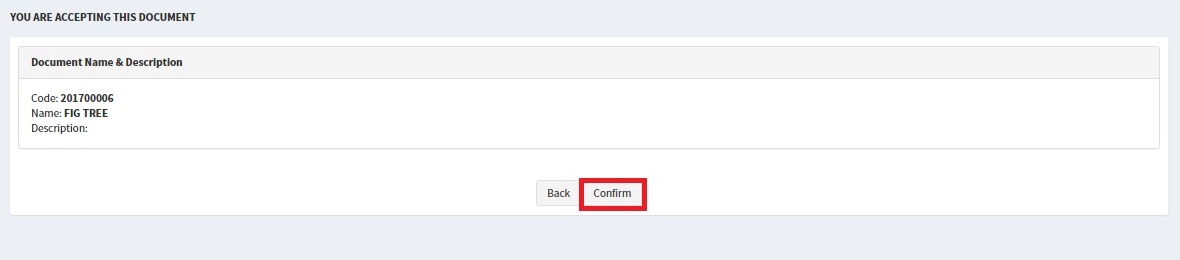 YOU ARE ACCEPTING THIS DOCUMENT
Document Name & Description
Code: 201700006
Name: FIG TREE
Description:
Back Confirm